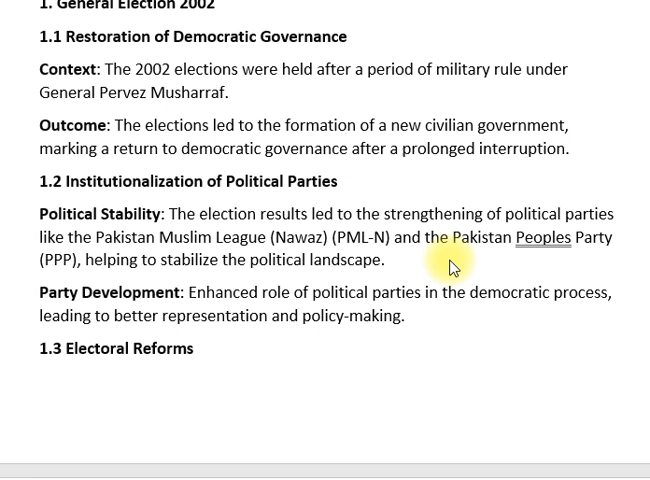 1. General Election 2002
1.1 Restoration of Democratic Governance
Context: The 2002 elections were held after a period of military rule under
General Pervez Musharraf.
Outcome: The elections led to the formation of a new civilian government,
marking a return to democratic governance after a prolonged interruption.
1.2 Institutionalization of Political Parties
Political Stability: The election results led to the strengthening of political parties
like the Pakistan Muslim League (Nawaz) (PML-N) and the Pakistan Peoples Party
(PPP), helping to stabilize the political landscape.
Party Development: Enhanced role of political parties in the democratic process,
leading to better representation and policy-making.
1.3 Electoral Reforms